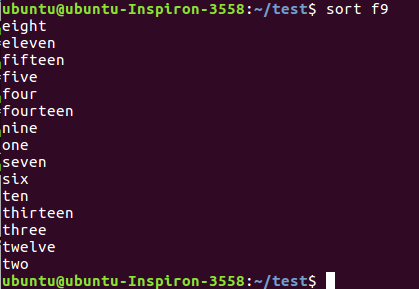 ubuntu@ubuntu-Inspiron-3558:~/test$ sort f9
eight
eleven
fifteen
five
four
fourteen
nine
one
seven
six
ten
thirteen
three
twelve
two
ubuntu@ubuntu-Inspiron-3558:~/test$